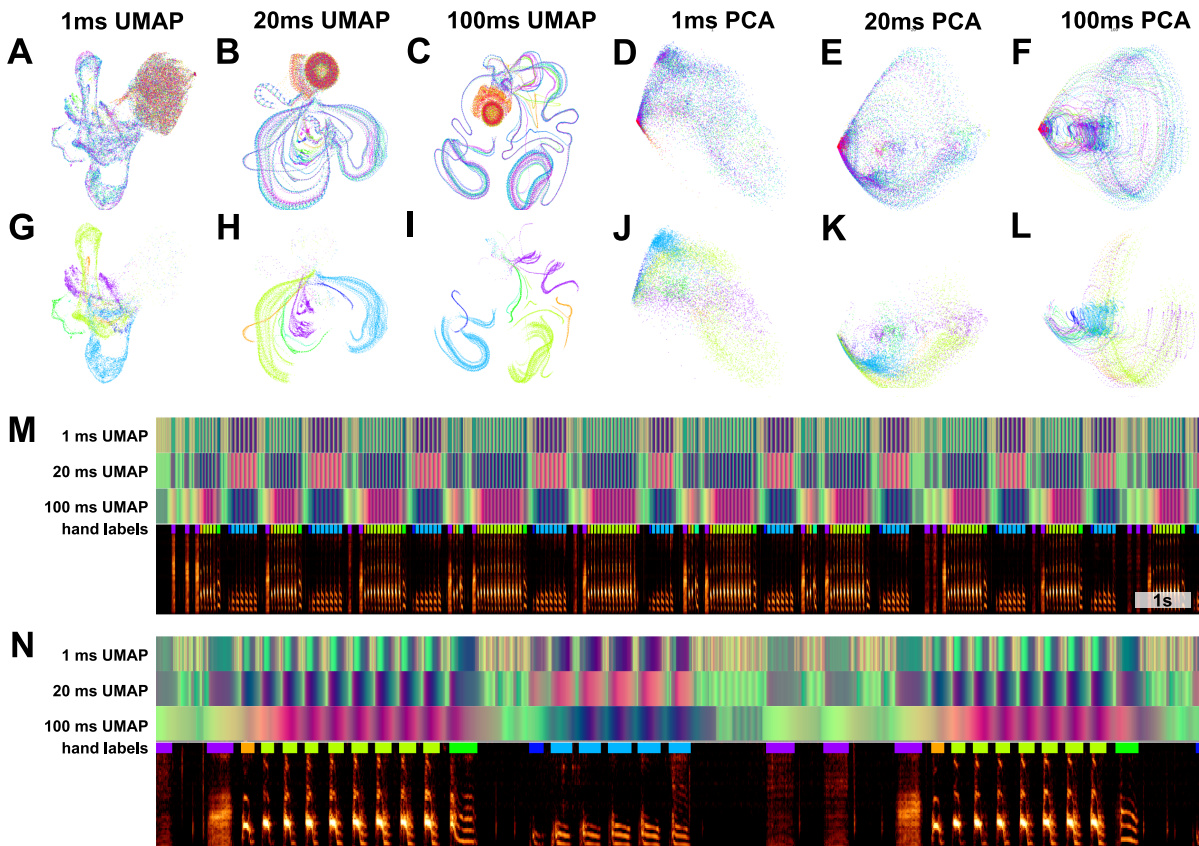 1ms UMAP 20ms UMAP 100ms UMAP 1ms PCA 20ms PCA 100ms PCA
A B C D E F
G H I J K L
M
1 ms UMAP
20 ms UMAP
100 ms UMAP
hand labels
1s
N
1 ms UMAP
20 ms UMAP
100 ms UMAP
hand labels